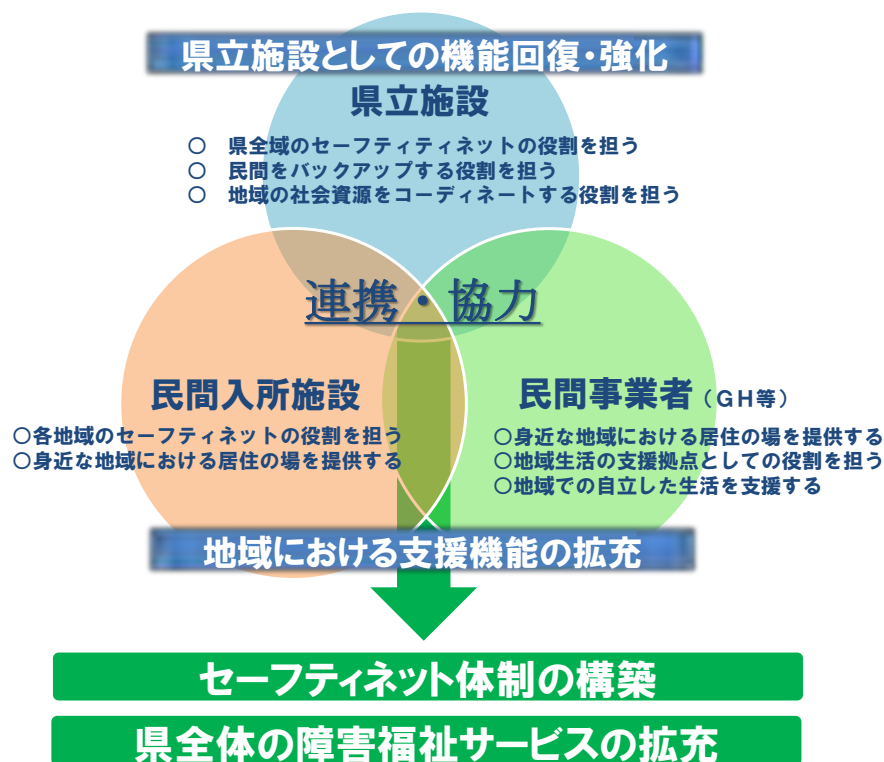 県立施設としての機能回復・強化
県立施設
○ 県全域のセーフティティネットの役割を担う
○ 民間をバックアップする役割を担う
○ 地域の社会資源をコーディネートする役割を担う
連携・協力
民間入所施設
○各地域のセーフティネットの役割を担う
○身近な地域における居住の場を提供する
民間事業者（GH等）
○身近な地域における居住の場を提供する
○地域生活の支援拠点としての役割を担う
○地域での自立した生活を支援する
地域における支援機能の拡充
セーフティネット体制の構築
県全体の障害福祉サービスの拡充